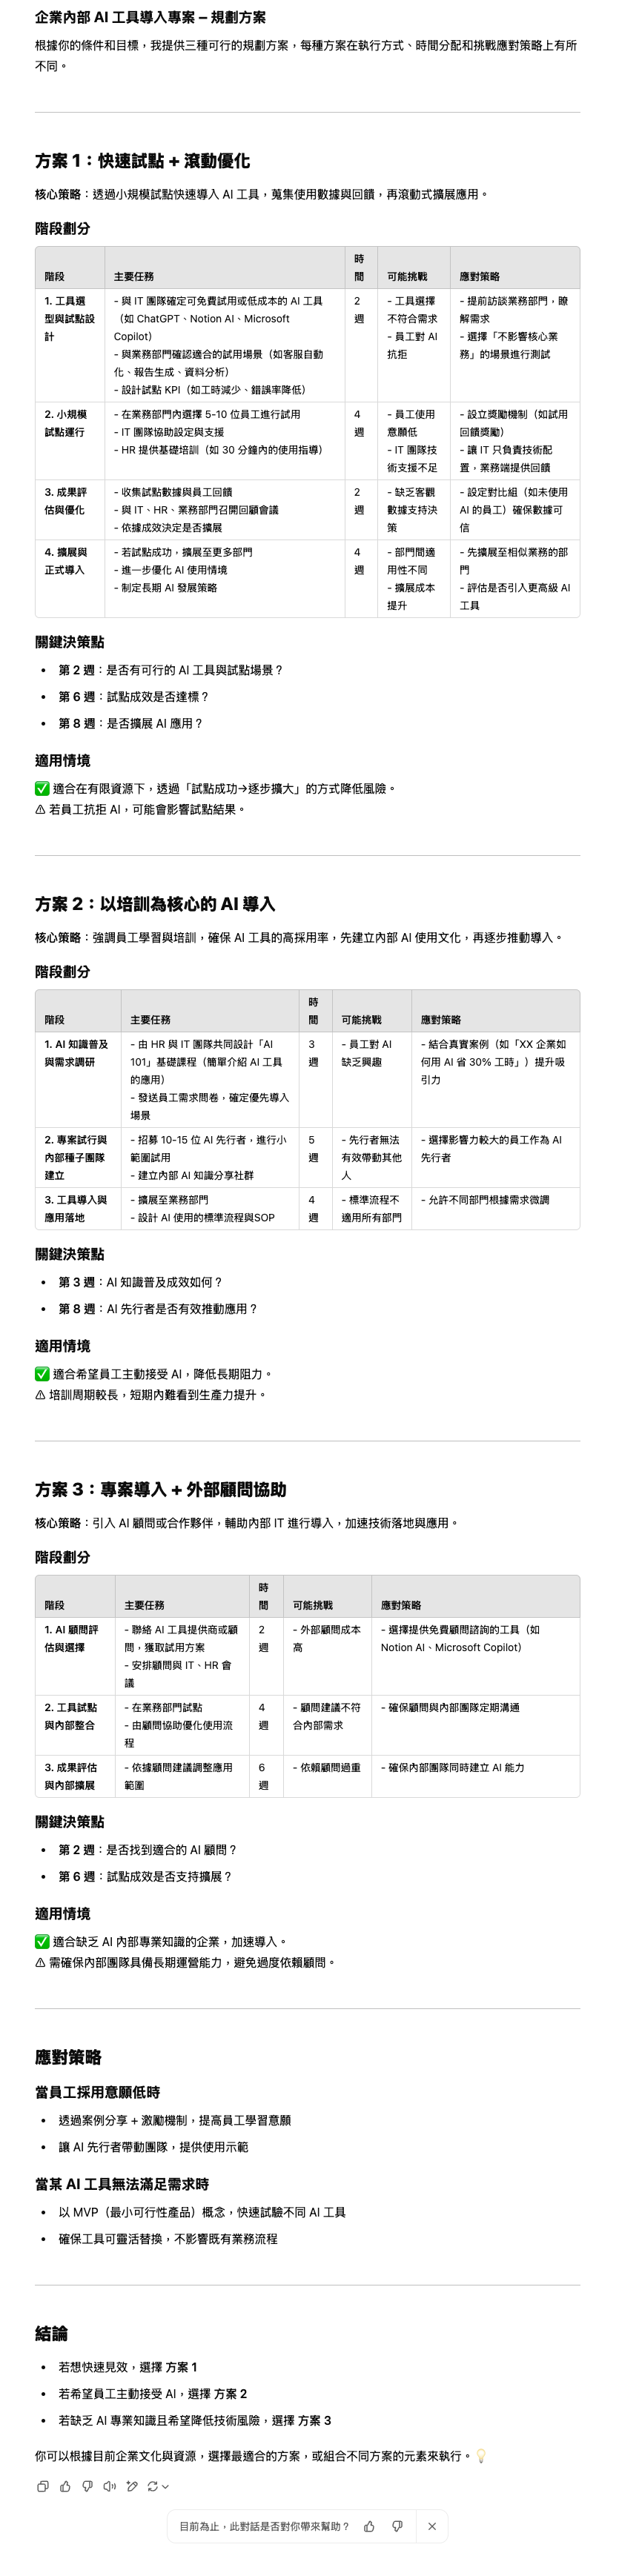 企業內部 AI 工具導入專案 – 規劃方案
根據你的條件和目標，我提供三種可行的規劃方案，每種方案在執行方式、時間分配和挑戰應對策略上有所
不同。
方案 1：快速試點 + 滾動優化
核心策略：透過小規模試點快速導入 AI 工具，蒐集使用數據與回饋，再滾動式擴展應用。
階段劃分
階段 主要任務 時間 可能挑戰 應對策略
1. 工具選型與試點設計
- 與 IT 團隊確定可免費試用或低成本的 AI 工具
（如 ChatGPT、Notion AI、Microsoft
Copilot）
- 與業務部門確認適合的試用場景（如客服自動
化、報告生成、資料分析）
- 設計試點 KPI（如工時減少、錯誤率降低）
2 週
- 工具選擇
不符合需求
- 員工對 AI
抗拒
- 提前訪談業務部門，瞭
解需求
- 選擇「不影響核心業
務」的場景進行測試
2. 小規模試點運行
- 在業務部門內選擇 5-10 位員工進行試用
- IT 團隊協助設定與支援
- HR 提供基礎培訓（如 30 分鐘內的使用指導）
4 週
- 員工使用
意願低
- IT 團隊技
術支援不足
- 設立獎勵機制（如試用
回饋獎勵）
- 讓 IT 只負責技術配
置，業務端提供回饋
3. 成果評估與優化
- 收集試點數據與員工回饋
- 與 IT、HR、業務部門召開回顧會議
- 依據成效決定是否擴展
2 週
- 缺乏客觀
數據支持決
策
- 設定對比組（如未使用
AI 的員工）確保數據可
信
4. 擴展與正式導入
- 若試點成功，擴展至更多部門
- 進一步優化 AI 使用情境
- 制定長期 AI 發展策略
4 週
- 部門間適
用性不同
- 擴展成本
提升
- 先擴展至相似業務的部
門
- 評估是否引入更高級 AI
工具
關鍵決策點
• 第 2 週：是否有可行的 AI 工具與試點場景？
• 第 6 週：試點成效是否達標？
• 第 8 週：是否擴展 AI 應用？
適用情境
✅ 適合在有限資源下，透過「試點成功→逐步擴大」的方式降低風險。
⚠ 若員工抗拒 AI，可能會影響試點結果。
方案 2：以培訓為核心的 AI 導入
核心策略：強調員工學習與培訓，確保 AI 工具的高採用率，先建立內部 AI 使用文化，再逐步推動導入。
階段劃分
階段 主要任務 時間 可能挑戰 應對策略
1. AI 知識普及與需求調研
- 由 HR 與 IT 團隊共同設計「AI
101」基礎課程（簡單介紹 AI 工具
的應用）
- 發送員工需求問卷，確定優先導入
場景
3 週
- 員工對 AI
缺乏興趣
- 結合真實案例（如「XX 企業如
何用 AI 省 30% 工時」）提升吸
引力
2. 專案試行與內部種子團隊建立
- 招募 10-15 位 AI 先行者，進行小
範圍試用
- 建立內部 AI 知識分享社群
5 週
- 先行者無法
有效帶動其他
人
- 選擇影響力較大的員工作為 AI
先行者
3. 工具導入與應用落地
- 擴展至業務部門
- 設計 AI 使用的標準流程與SOP
4 週
- 標準流程不
適用所有部門
- 允許不同部門根據需求微調
關鍵決策點
• 第 3 週：AI 知識普及成效如何？
• 第 8 週：AI 先行者是否有效推動應用？
適用情境
✅ 適合希望員工主動接受 AI，降低長期阻力。
⚠ 培訓周期較長，短期內難看到生產力提升。
方案 3：專案導入 + 外部顧問協助
核心策略：引入 AI 顧問或合作夥伴，輔助內部 IT 進行導入，加速技術落地與應用。
階段劃分
階段 主要任務 時間 可能挑戰 應對策略
1. AI 顧問評估與選擇
- 聯絡 AI 工具提供商或顧
問，獲取試用方案
- 安排顧問與 IT、HR 會
議
2 週
- 外部顧問成本
高
- 選擇提供免費顧問諮詢的工具（如
Notion AI、Microsoft Copilot）
2. 工具試點與內部整合
- 在業務部門試點
- 由顧問協助優化使用流
程
4 週
- 顧問建議不符
合內部需求
- 確保顧問與內部團隊定期溝通
3. 成果評估與內部擴展
- 依據顧問建議調整應用
範圍
6 週
- 依賴顧問過重
- 確保內部團隊同時建立 AI 能力
關鍵決策點
• 第 2 週：是否找到適合的 AI 顧問？
• 第 6 週：試點成效是否支持擴展？
適用情境
✅ 適合缺乏 AI 內部專業知識的企業，加速導入。
⚠ 需確保內部團隊具備長期運營能力，避免過度依賴顧問。
應對策略
當員工採用意願低時
• 透過案例分享 + 激勵機制，提高員工學習意願
• 讓 AI 先行者帶動團隊，提供使用示範
當某 AI 工具無法滿足需求時
• 以 MVP（最小可行性產品）概念，快速試驗不同 AI 工具
• 確保工具可靈活替換，不影響既有業務流程
結論
• 若想快速見效，選擇 方案 1
• 若希望員工主動接受 AI，選擇 方案 2
• 若缺乏 AI 專業知識且希望降低技術風險，選擇 方案 3
你可以根據目前企業文化與資源，選擇最適合的方案，或組合不同方案的元素來執行。💡
目前為止，此對話是否對你帶來幫助？